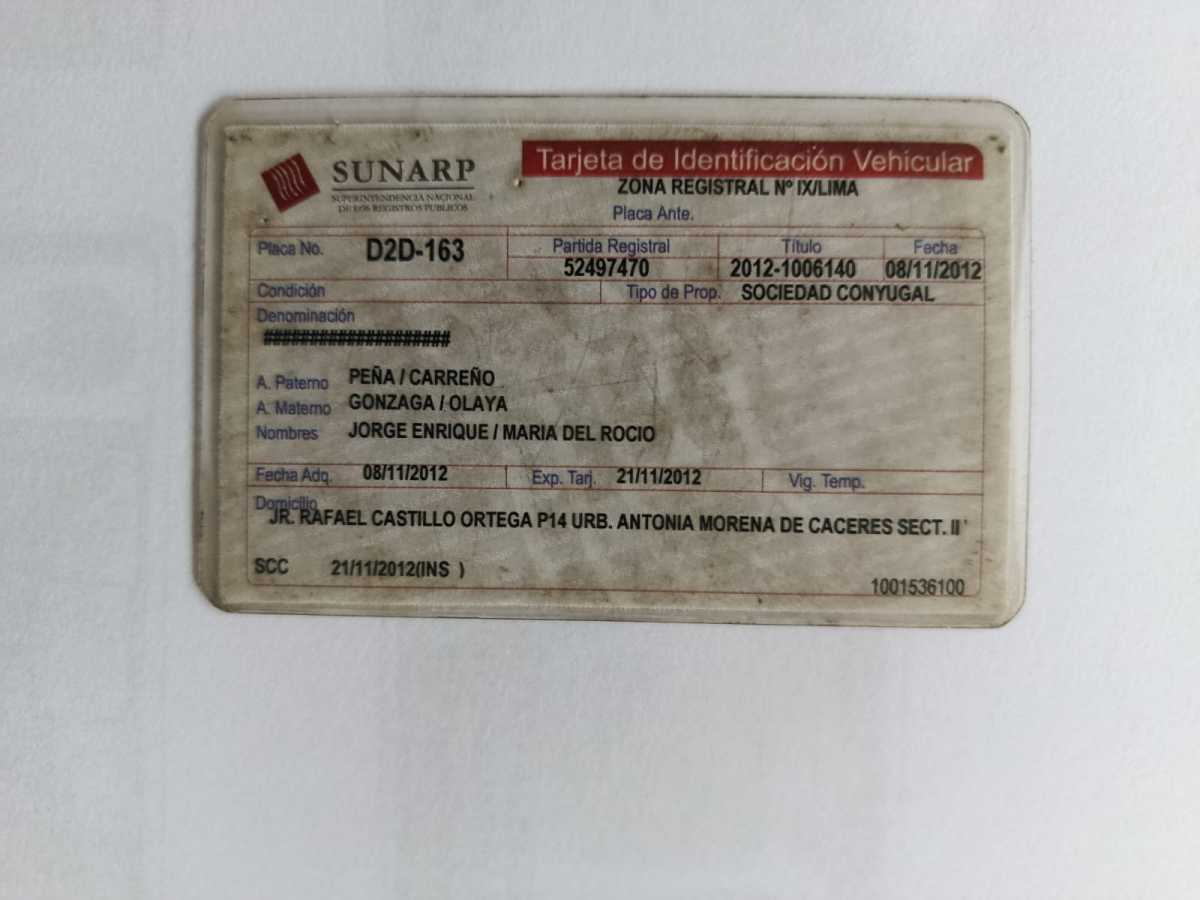 SUNARP
SUPERINTENDENCIA NACIONAL
DE LOS REGISTROS PUBLICOS
Tarjeta de Identificación Vehicular
ZONA REGISTRAL Nº IX/LIMA
Placa Ante.
Placa No. D2D-163 Partida Registral 52497470 Título 2012-1006140 Fecha 08/11/2012
Condición Tipo de Prop. SOCIEDAD CONYUGAL
Denominación
####################
A. Paterno PEÑA / CARREÑO
A. Materno GONZAGA / OLAYA
Nombres JORGE ENRIQUE / MARIA DEL ROCIO
Fecha Adq. 08/11/2012 Exp. Tarj. 21/11/2012 Vig. Temp.
Domicilio
JR. RAFAEL CASTILLO ORTEGA P14 URB. ANTONIA MORENA DE CACERES SECT. II '
SCC 21/11/2012(INS )
1001536100